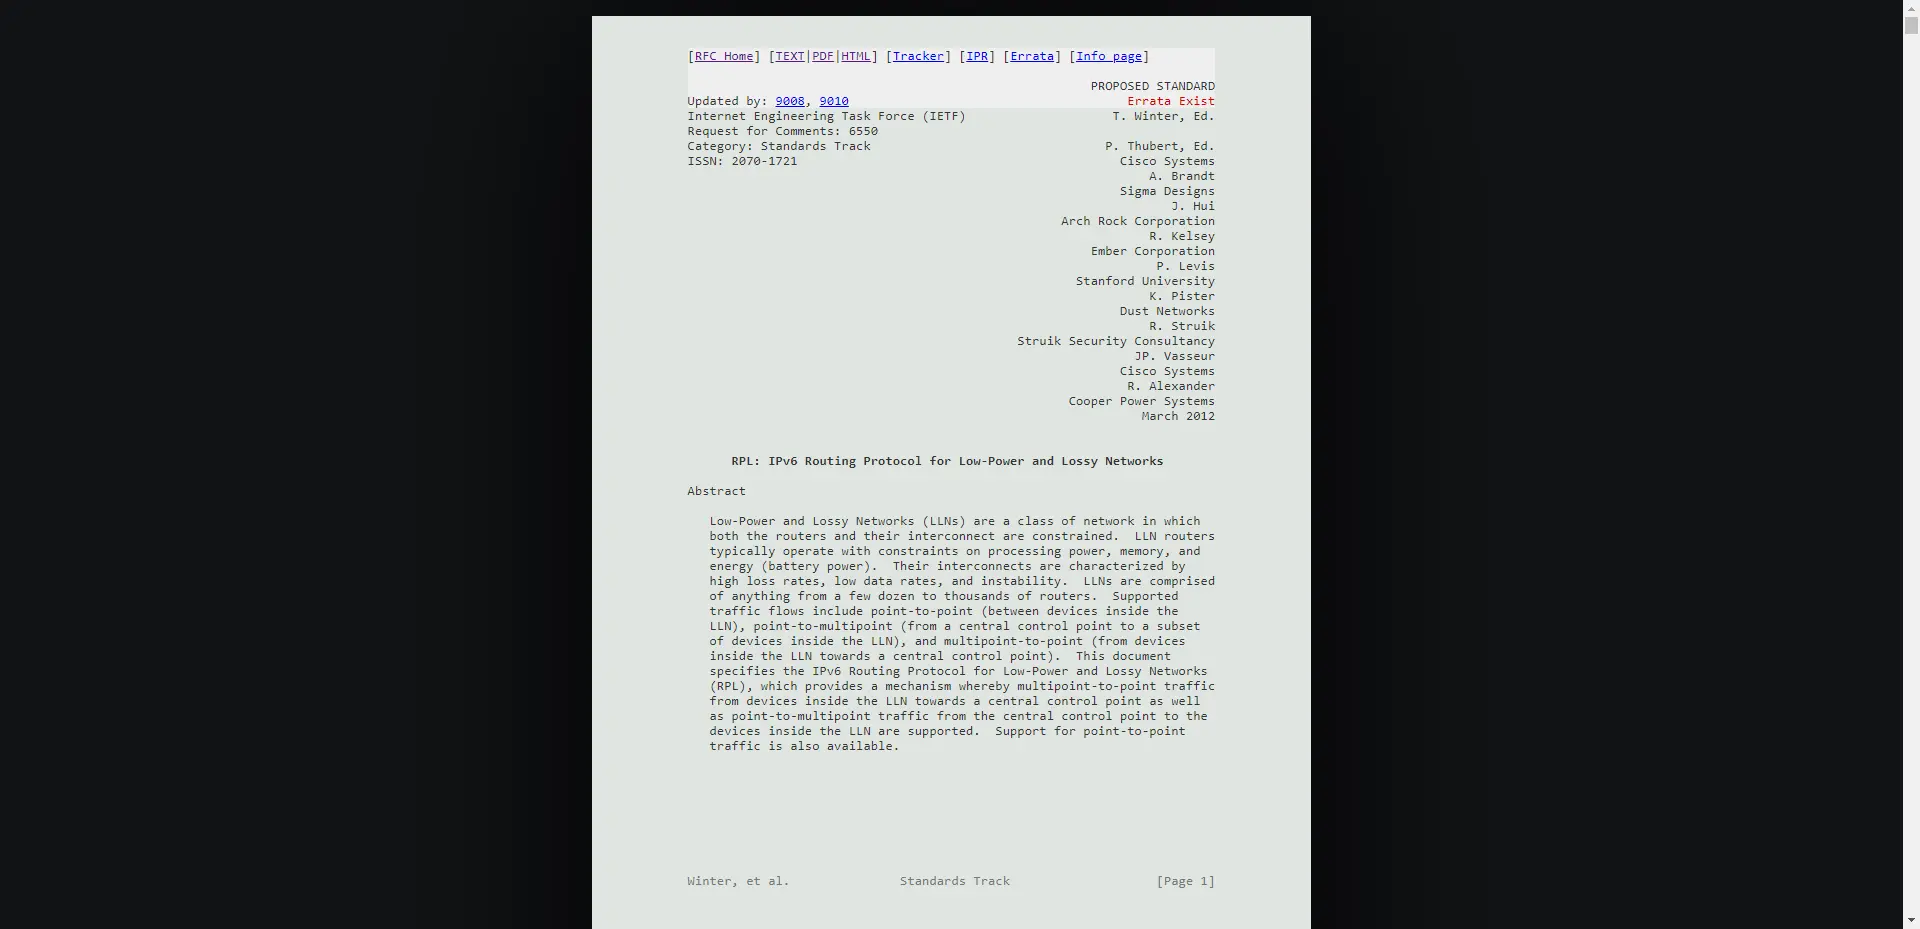 [RFC Home] [TEXT|PDF|HTML] [Tracker] [IPR] [Errata] [Info page]
PROPOSED STANDARD
Updated by: 9008, 9010 Errata Exist
Internet Engineering Task Force (IETF) T. Winter, Ed.
Request for Comments: 6550
Category: Standards Track P. Thubert, Ed.
ISSN: 2070-1721 Cisco Systems
A. Brandt
Sigma Designs
J. Hui
Arch Rock Corporation
R. Kelsey
Ember Corporation
P. Levis
Stanford University
K. Pister
Dust Networks
R. Struik
Struik Security Consultancy
JP. Vasseur
Cisco Systems
R. Alexander
Cooper Power Systems
March 2012
RPL: IPv6 Routing Protocol for Low-Power and Lossy Networks
Abstract
Low-Power and Lossy Networks (LLNs) are a class of network in which
both the routers and their interconnect are constrained. LLN routers
typically operate with constraints on processing power, memory, and
energy (battery power). Their interconnects are characterized by
high loss rates, low data rates, and instability. LLNs are comprised
of anything from a few dozen to thousands of routers. Supported
traffic flows include point-to-point (between devices inside the
LLN), point-to-multipoint (from a central control point to a subset
of devices inside the LLN), and multipoint-to-point (from devices
inside the LLN towards a central control point). This document
specifies the IPv6 Routing Protocol for Low-Power and Lossy Networks
(RPL), which provides a mechanism whereby multipoint-to-point traffic
from devices inside the LLN towards a central control point as well
as point-to-multipoint traffic from the central control point to the
devices inside the LLN are supported. Support for point-to-point
traffic is also available.
Winter, et al. Standards Track [Page 1]